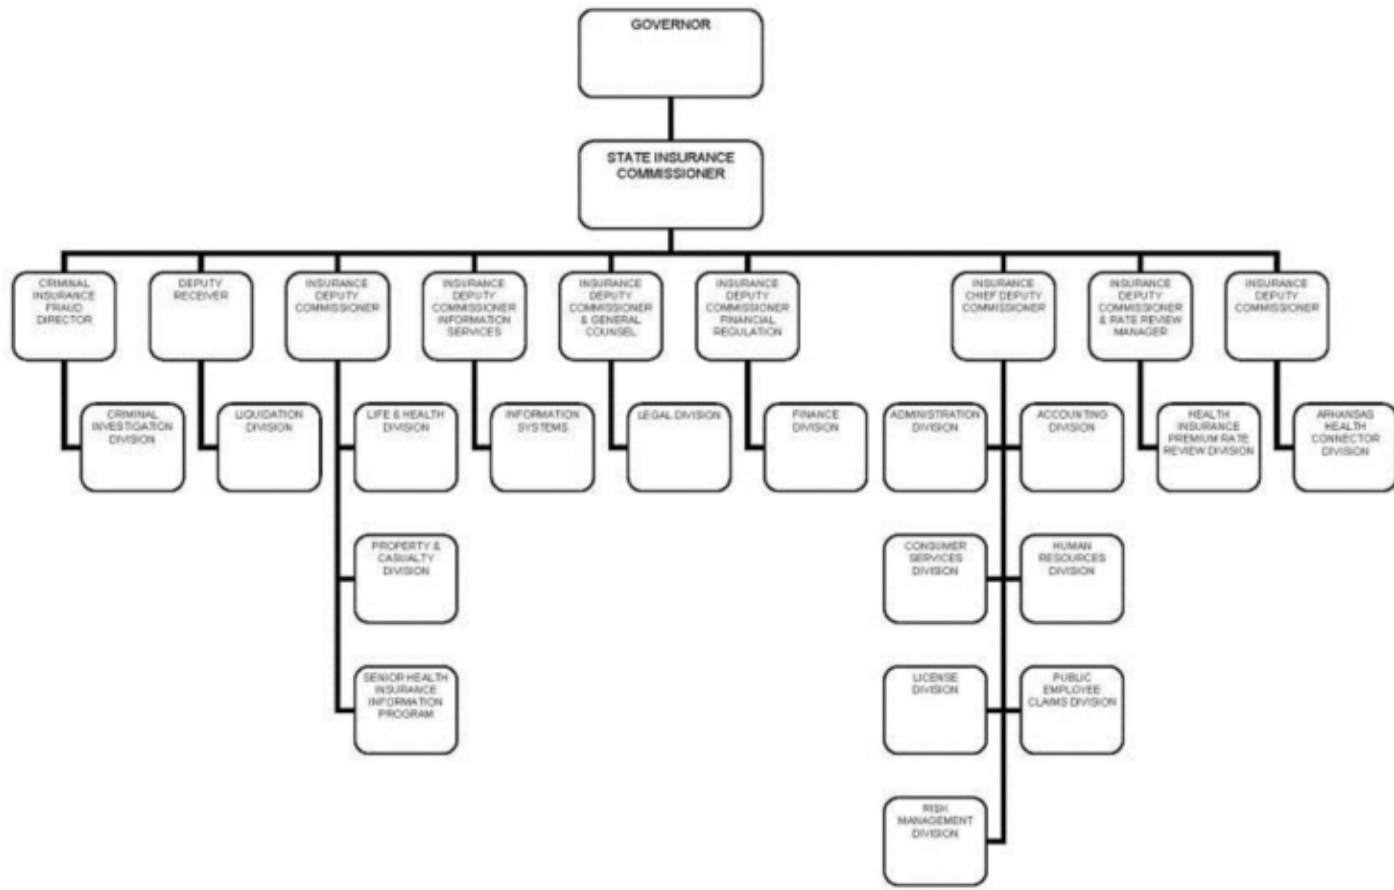 GOVERNOR
STATE INSURANCE
COMMISSIONER
CRIMINAL
INSURANCE
FRAUD
DIRECTOR
DEPUTY
RECEIVER
INSURANCE
DEPUTY
COMMISSIONER
INSURANCE
DEPUTY
COMMISSIONER
INFORMATION
SERVICES
INSURANCE
DEPUTY
COMMISSIONER
& GENERAL
COUNSEL
INSURANCE
DEPUTY
COMMISSIONER
FINANCIAL
REGULATION
INSURANCE
CHIEF DEPUTY
COMMISSIONER
INSURANCE
DEPUTY
COMMISSIONER
& RATE REVIEW
MANAGER
INSURANCE
DEPUTY
COMMISSIONER
CRIMINAL
INVESTIGATION
DIVISION
LIQUIDATION
DIVISION
LIFE & HEALTH
DIVISION
INFORMATION
SYSTEMS
LEGAL DIVISION
FINANCE
DIVISION
ADMINISTRATION
DIVISION
ACCOUNTING
DIVISION
HEALTH
INSURANCE
PREMIUM RATE
REVIEW DIVISION
ARKANSAS
HEALTH
CONNECTOR
DIVISION
PROPERTY &
CASUALTY
DIVISION
CONSUMER
SERVICES
DIVISION
HUMAN
RESOURCES
DIVISION
SENIOR HEALTH
INSURANCE
INFORMATION
PROGRAM
LICENSE
DIVISION
PUBLIC
EMPLOYEE
CLAIMS DIVISION
RISK
MANAGEMENT
DIVISION